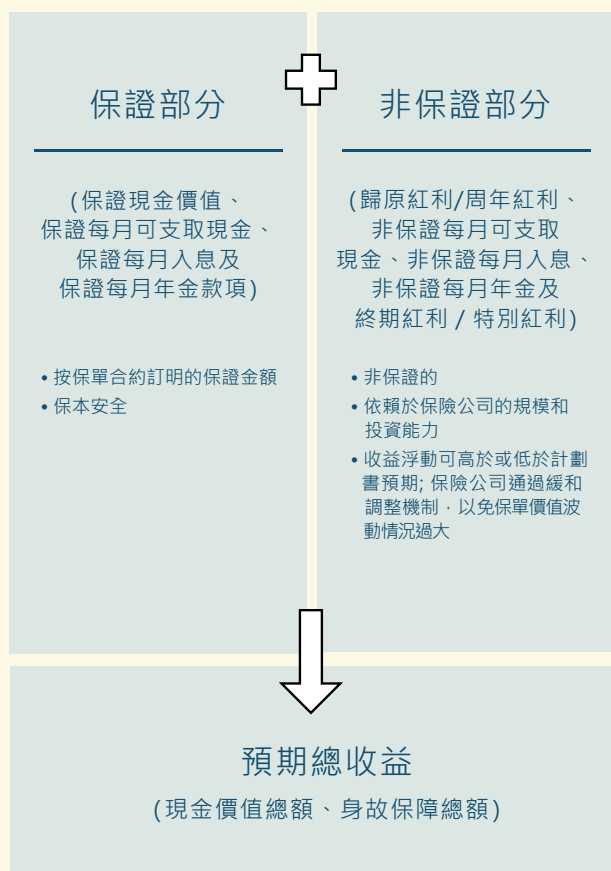 保證部分
(保證現金價值、
保證每月可支取現金、
保證每月入息及
保證每月年金款項)
• 按保單合約訂明的保證金額
• 保本安全
非保證部分
(歸原紅利/周年紅利、
非保證每月可支取
現金、非保證每月入息、
非保證每月年金及
終期紅利 / 特別紅利)
• 非保證的
• 依賴於保險公司的規模和
投資能力
• 收益浮動可高於或低於計劃
書預期; 保險公司通過緩和
調整機制，以免保單價值波
動情況過大
預期總收益
(現金價值總額、身故保障總額)